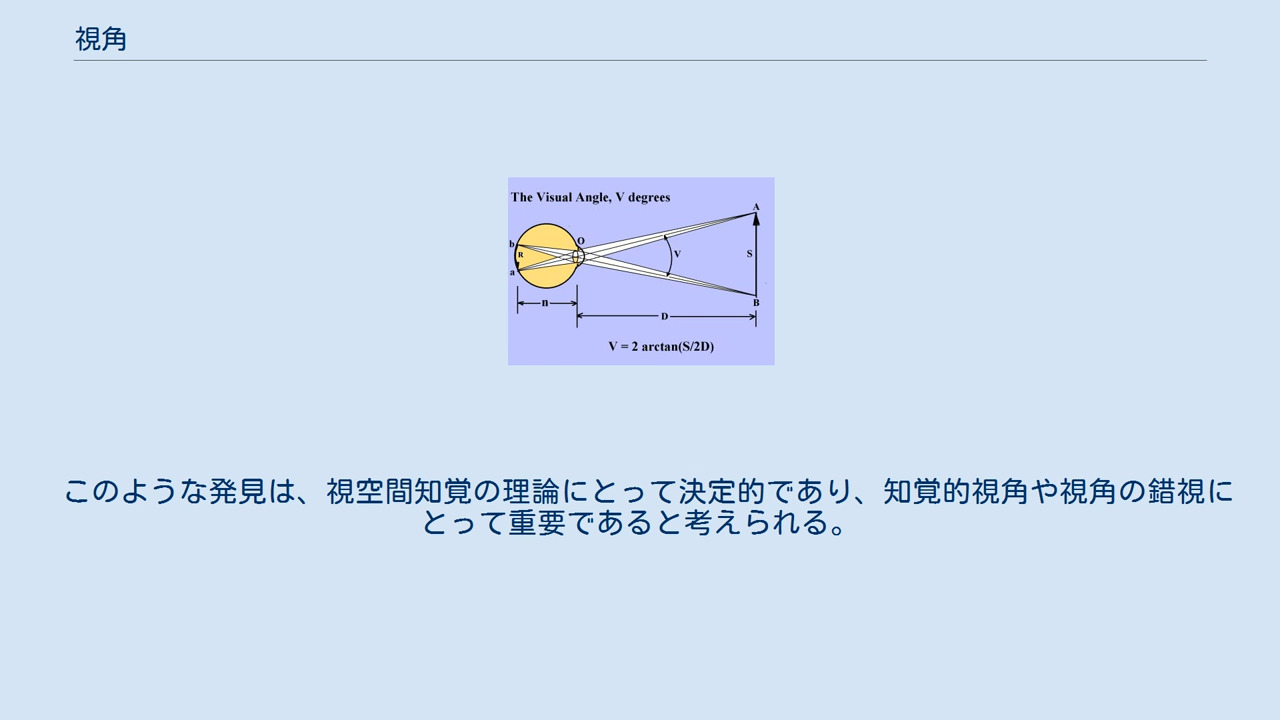 視角
The Visual Angle, V degrees
A
O
b
R
V
S
a
n
B
D
V = 2 arctan(S/2D)
このような発見は、視空間知覚の理論にとって決定的であり、知覚的視角や視角の錯視に
とって重要であると考えられる。